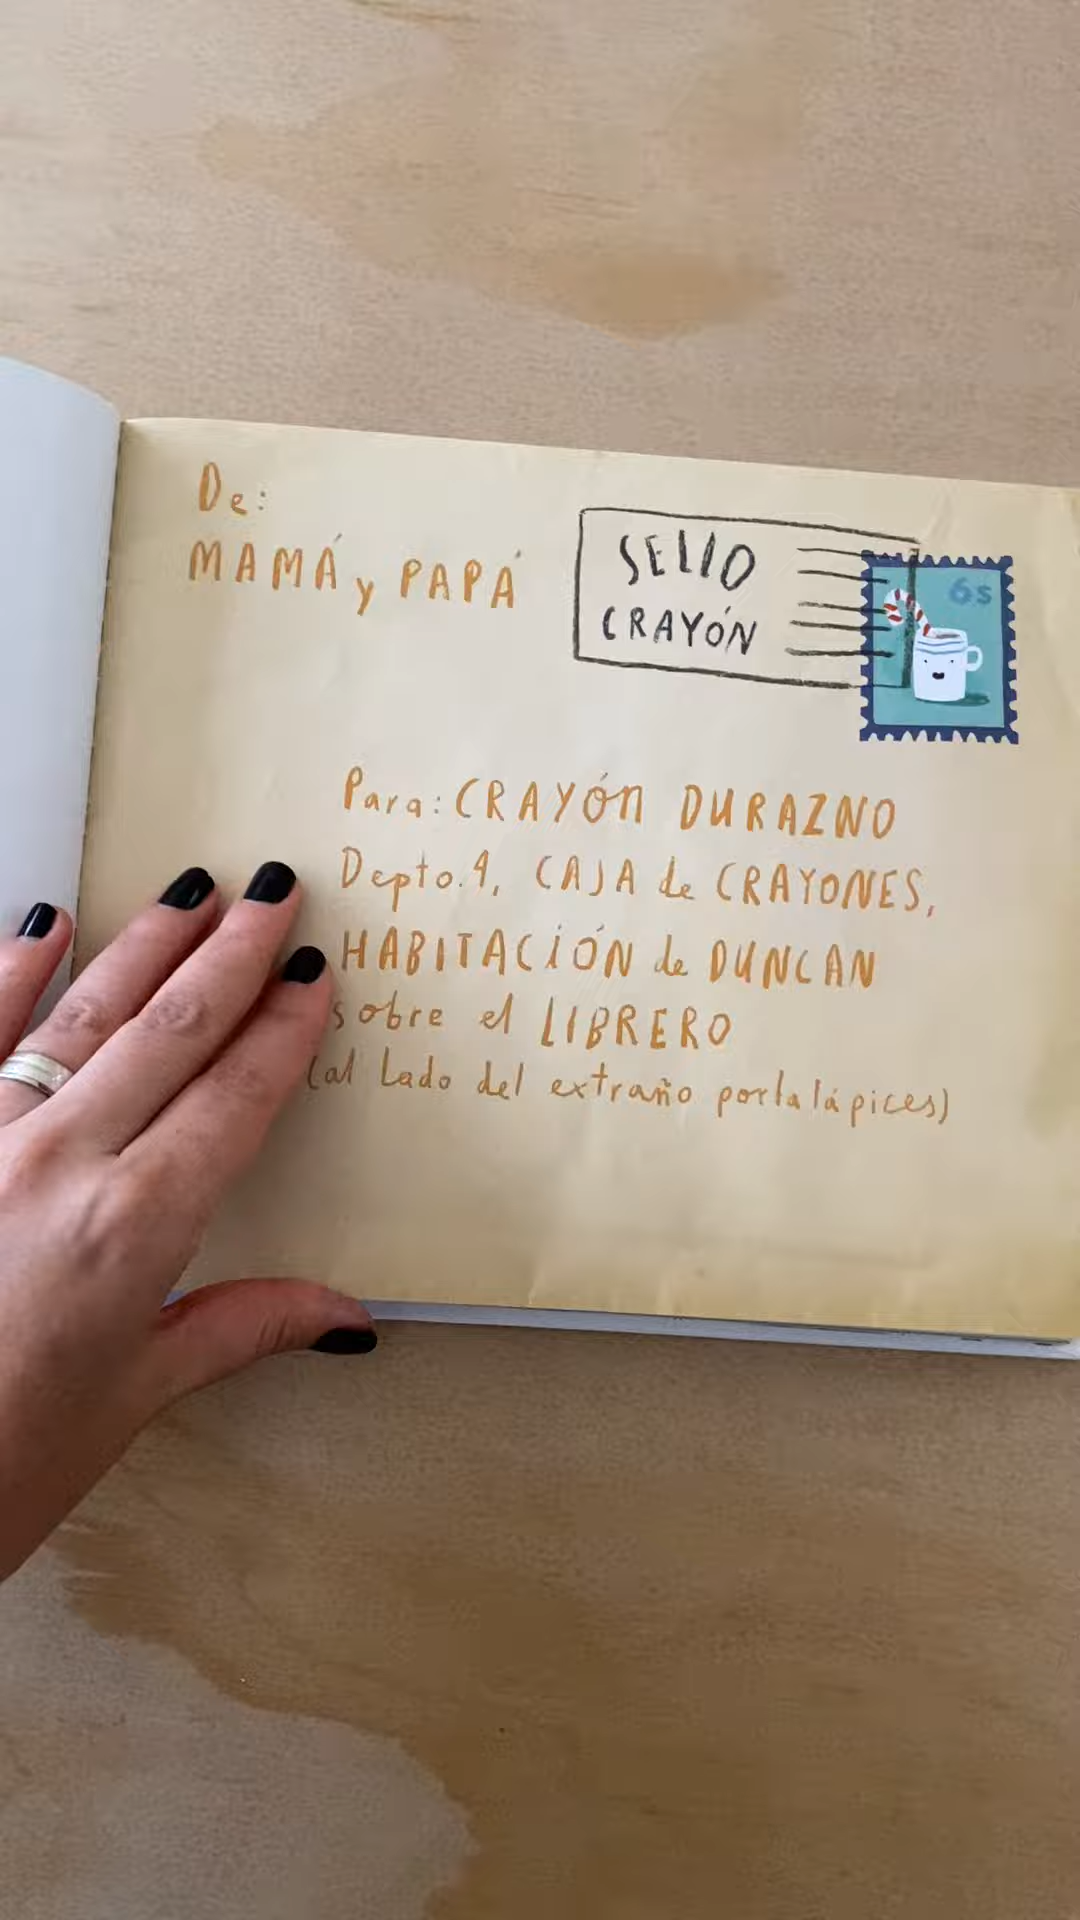 De:
MAMÁ y PAPÁ
SELLO
CRAYÓN
6s
Para: CRAYÓN DURAZNO
Depto. 4, CAJA de CRAYONES,
HABITACIÓN de DUNCAN
sobre el LIBRERO
(al lado del extraño portalápices)